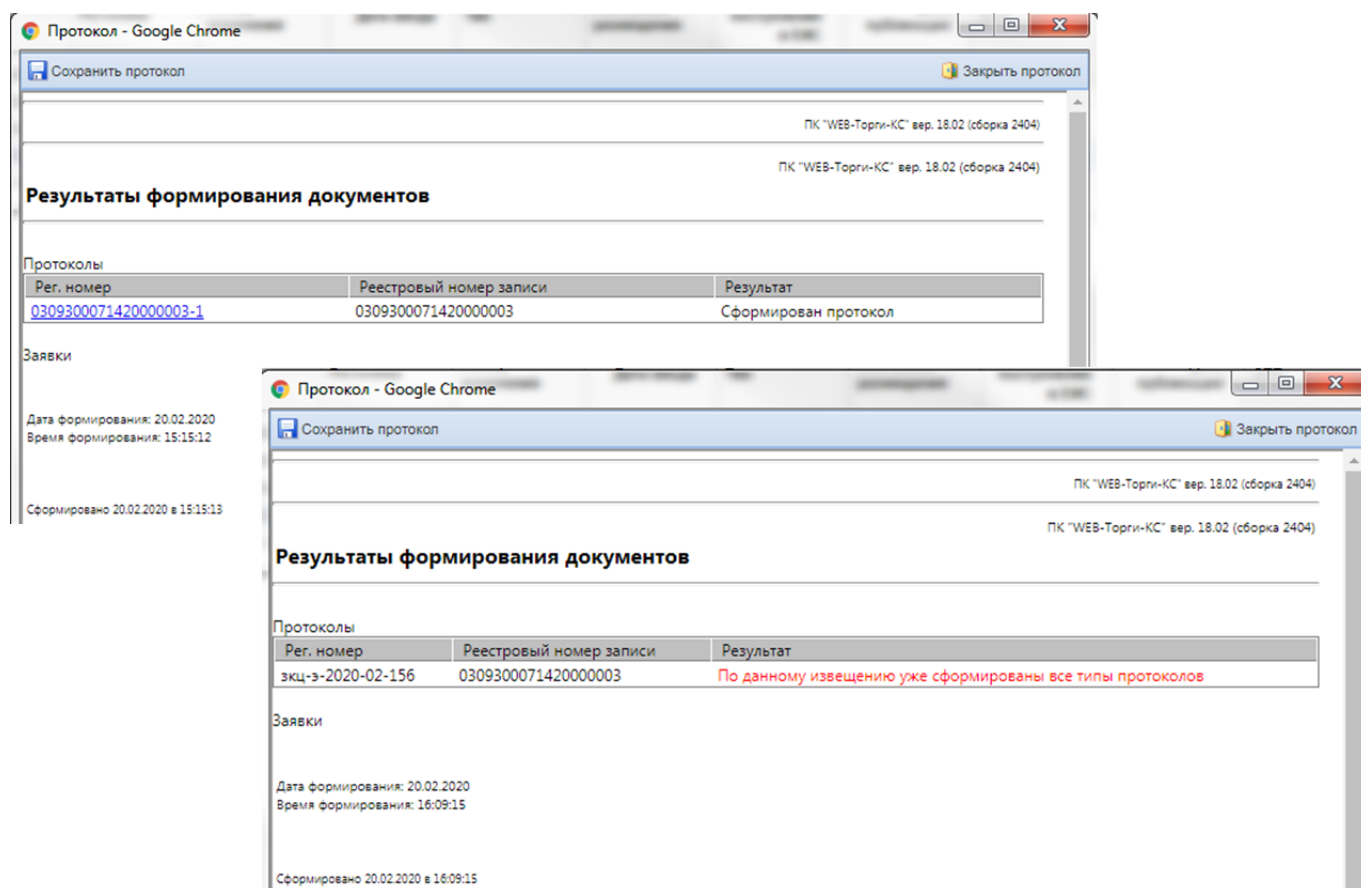 Протокол - Google Chrome
Сохранить протокол Закрыть протокол
ПК "WEB-Торги-КС" вер. 18.02 (сборка 2404)
ПК "WEB-Торги-КС" вер. 18.02 (сборка 2404)
Результаты формирования документов
Протоколы
Рег. номер Реестровый номер записи Результат
0309300071420000003-1 0309300071420000003 Сформирован протокол
Заявки
Дата формирования: 20.02.2020
Время формирования: 15:15:12
Сформировано 20.02.2020 в 15:15:13
Протокол - Google Chrome
Сохранить протокол Закрыть протокол
ПК "WEB-Торги-КС" вер. 18.02 (сборка 2404)
ПК "WEB-Торги-КС" вер. 18.02 (сборка 2404)
Результаты формирования документов
Протоколы
Рег. номер Реестровый номер записи Результат
зкц-э-2020-02-156 0309300071420000003 По данному извещению уже сформированы все типы протоколов
Заявки
Дата формирования: 20.02.2020
Время формирования: 16:09:15
Сформировано 20.02.2020 в 16:09:15